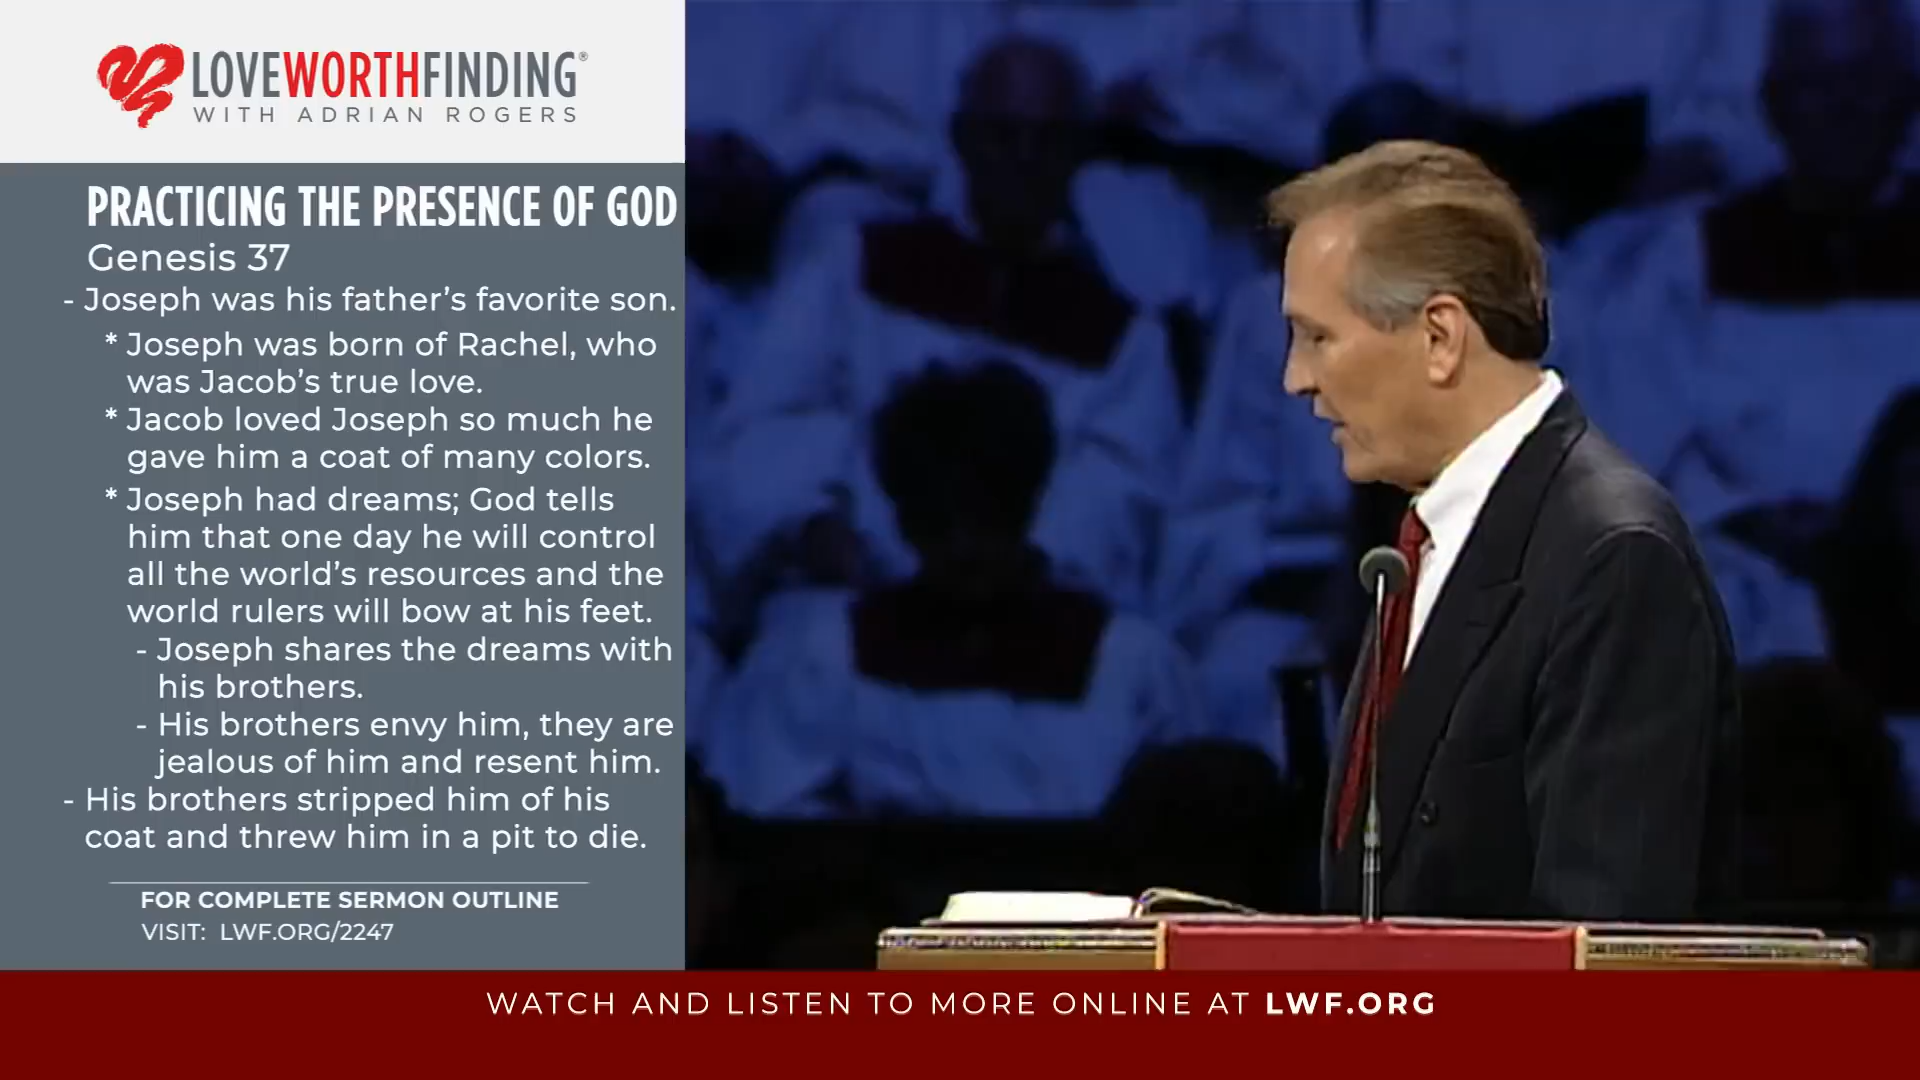 LOVEWORTHFINDING®
WITH ADRIAN ROGERS
PRACTICING THE PRESENCE OF GOD
Genesis 37
- Joseph was his father's favorite son.
* Joseph was born of Rachel, who
was Jacob's true love.
* Jacob loved Joseph so much he
gave him a coat of many colors.
* Joseph had dreams; God tells
him that one day he will control
all the world's resources and the
world rulers will bow at his feet.
- Joseph shares the dreams with
his brothers.
- His brothers envy him, they are
jealous of him and resent him.
- His brothers stripped him of his
coat and threw him in a pit to die.
FOR COMPLETE SERMON OUTLINE
VISIT: LWF.ORG/2247
WATCH AND LISTEN TO MORE ONLINE AT LWF.ORG